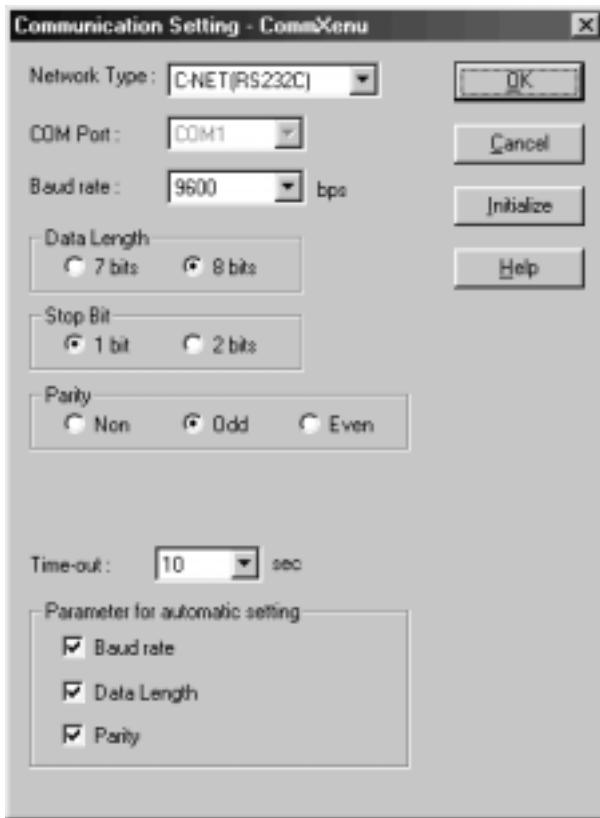 Communication Setting - CommXenu
Network Type : C-NET(RS232C)
OK
COM Port : COM1
Cancel
Baud rate : 9600 bps
Initialize
Data Length
7 bits 8 bits
Help
Stop Bit
1 bit 2 bits
Parity
Non Odd Even
Time-out : 10 sec
Parameter for automatic setting
Baud rate
Data Length
Parity